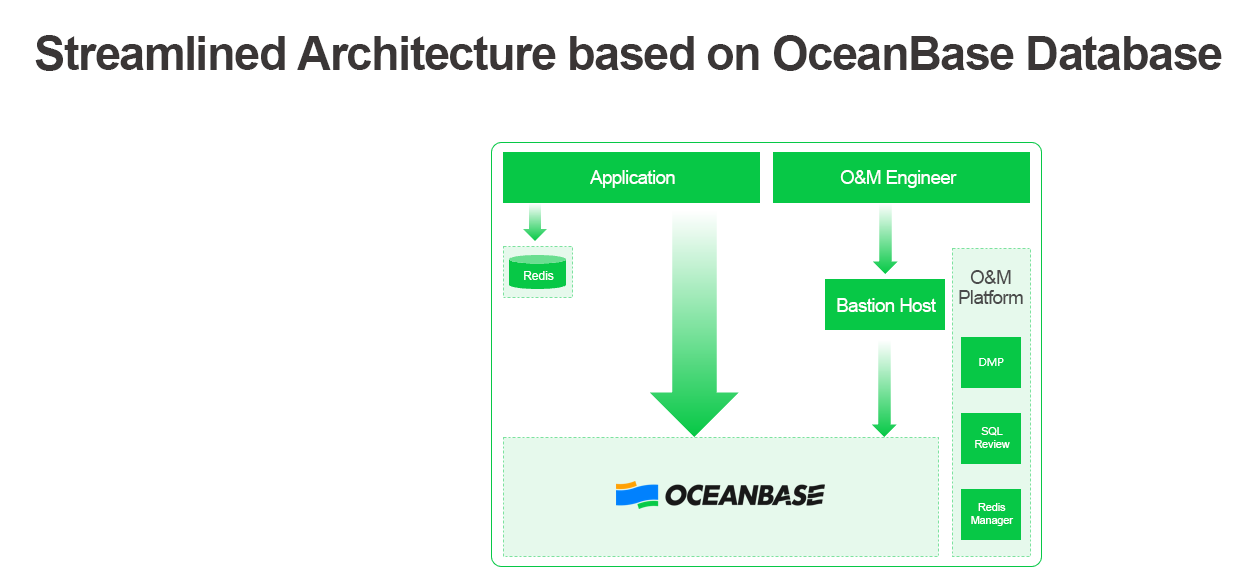 Streamlined Architecture based on OceanBase Database
Application
O&M Engineer
Redis
Bastion Host
O&M
Platform
DMP
SQL
Review
Redis
Manager
OCEANBASE